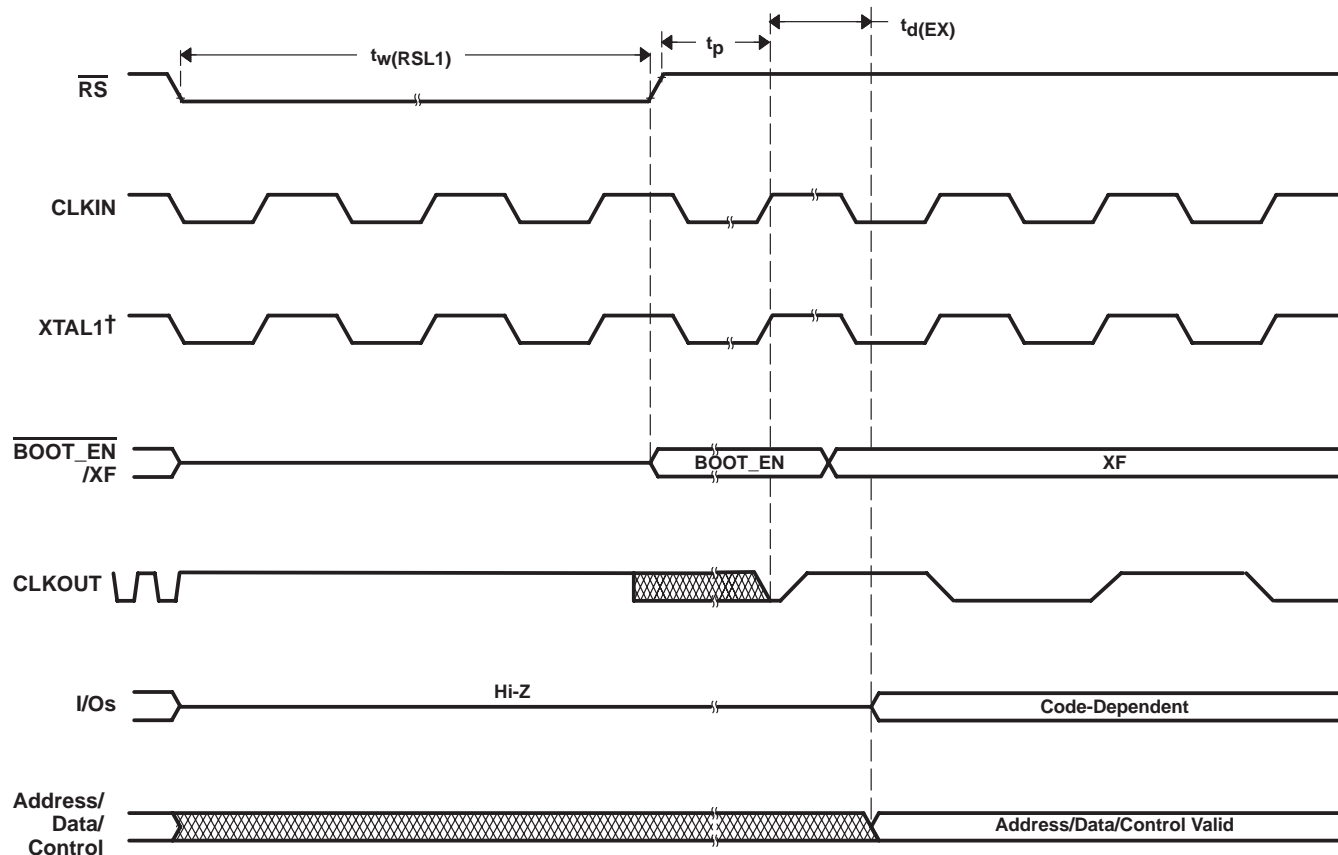 tw(RSL1)
tp
td(EX)
RS
CLKIN
XTAL1†
BOOT_EN
/XF
BOOT_EN
XF
CLKOUT
I/Os
Hi-Z
Code-Dependent
Address/
Data/
Control
Address/Data/Control Valid